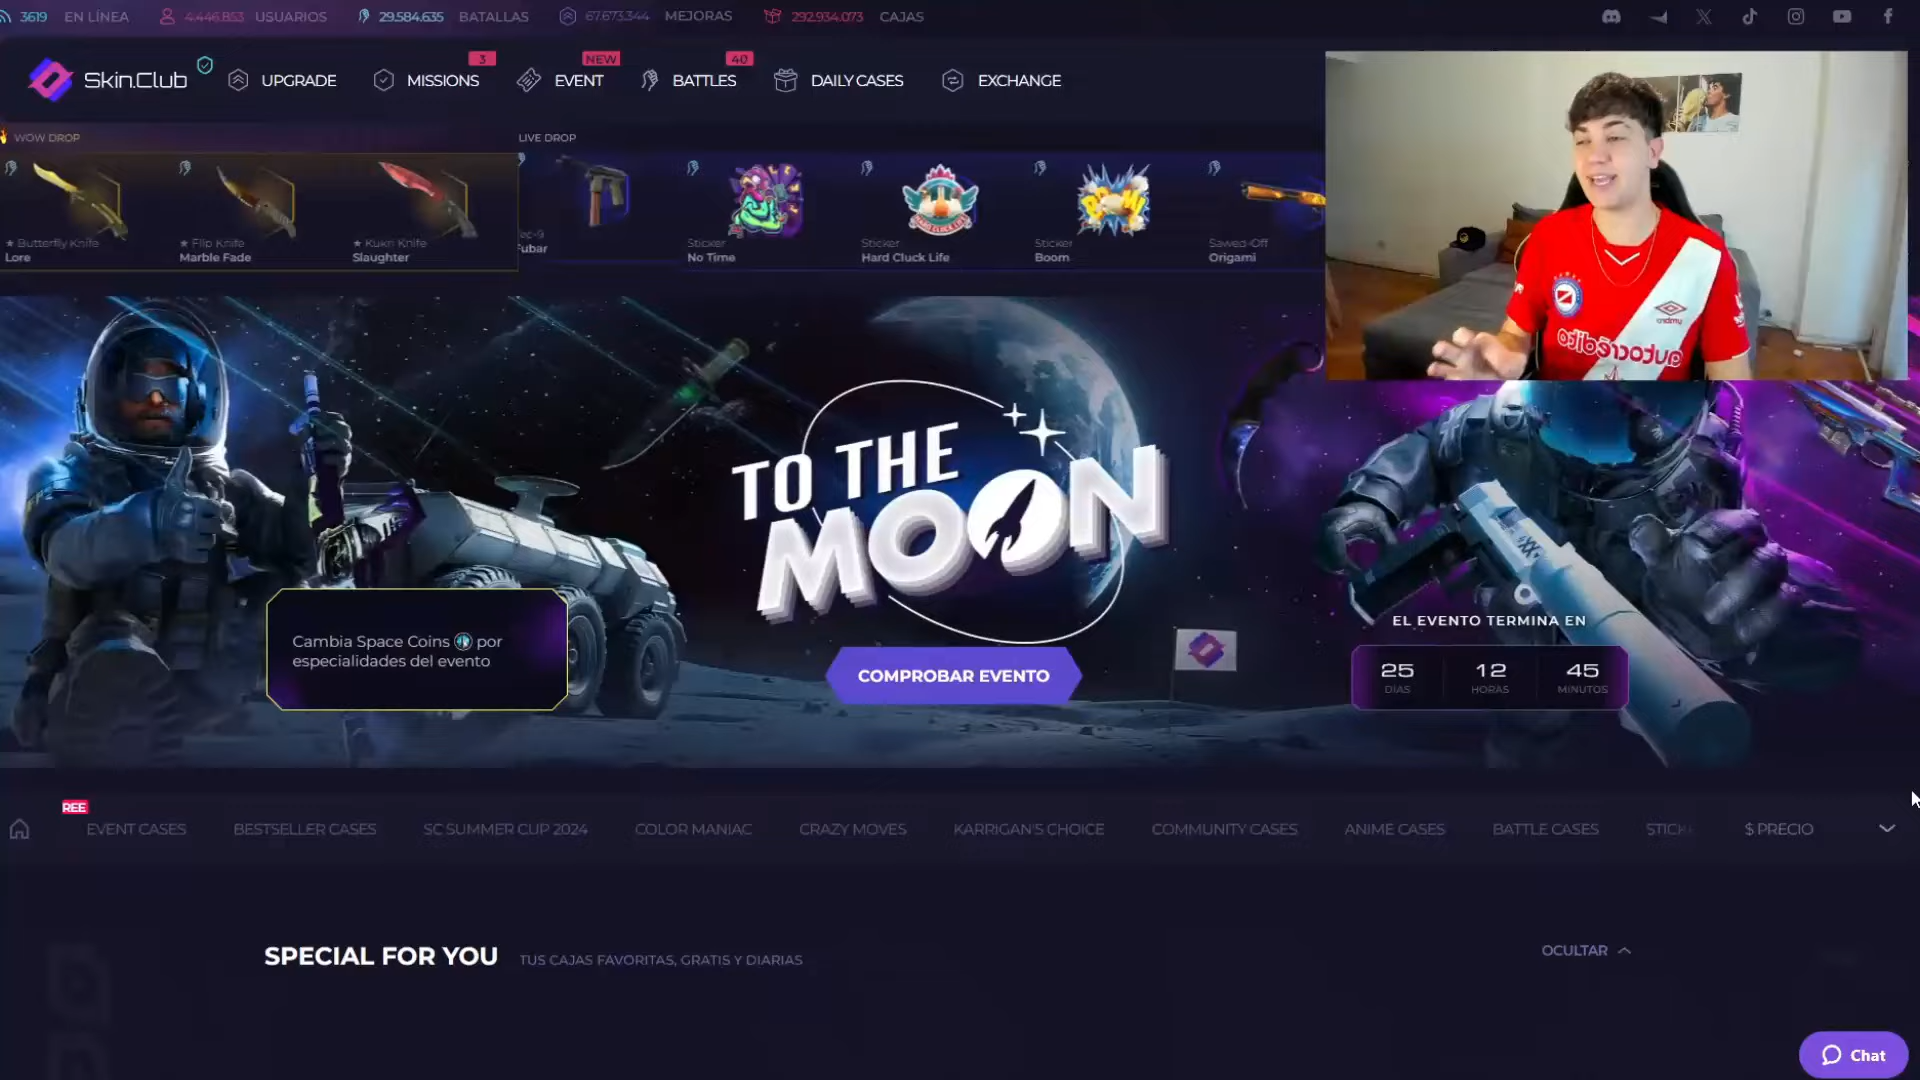 3619 EN LÍNEA 4.446.853 USUARIOS 29.584.635 BATALLAS 67.673.344 MEJORAS 292.934.073 CAJAS
3 NEW 40
Skin.Club UPGRADE MISSIONS EVENT BATTLES DAILY CASES EXCHANGE
WOW DROP LIVE DROP
★ Butterfly Knife ★ Flip Knife ★ Kukri Knife Sticker Sticker Sticker Sawed-Off
Lore Marble Fade Slaughter Fubar No Time Hard Cluck Life Boom Origami
umbro
autocrédito
TO THE
MOON
EL EVENTO TERMINA EN
Cambia Space Coins por
especialidades del evento
COMPROBAR EVENTO
25 12 45
DÍAS HORAS MINUTOS
REE
EVENT CASES BESTSELLER CASES SC SUMMER CUP 2024 COLOR MANIAC CRAZY MOVES KARRIGAN'S CHOICE COMMUNITY CASES ANIME CASES BATTLE CASES STICK $ PRECIO
SPECIAL FOR YOU TUS CAJAS FAVORITAS, GRATIS Y DIARIAS OCULTAR
Chat